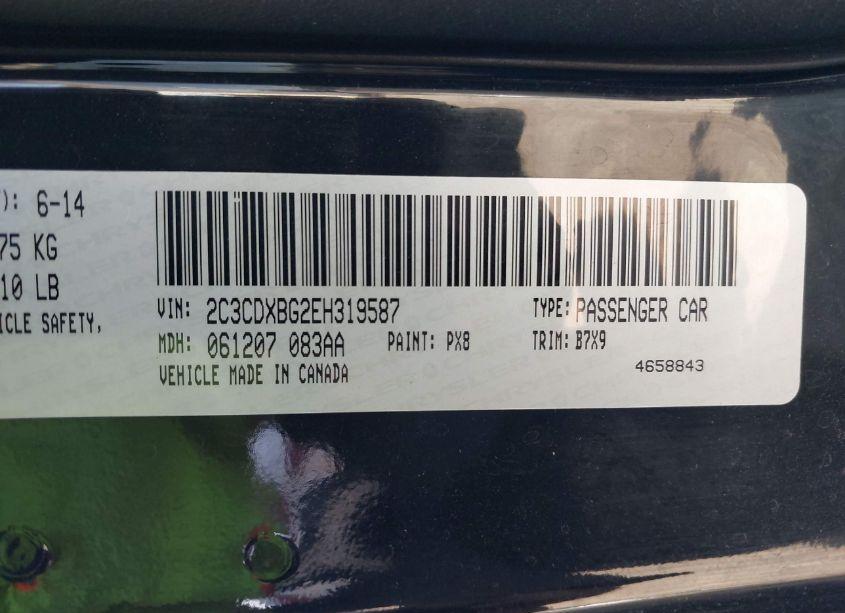 ): 6-14
75 KG
10 LB
ICLE SAFETY,
VIN: 2C3CDXBG2EH319587 TYPE: PASSENGER CAR
MDH: 061207 083AA PAINT: PX8 TRIM: B7X9
VEHICLE MADE IN CANADA 4658843